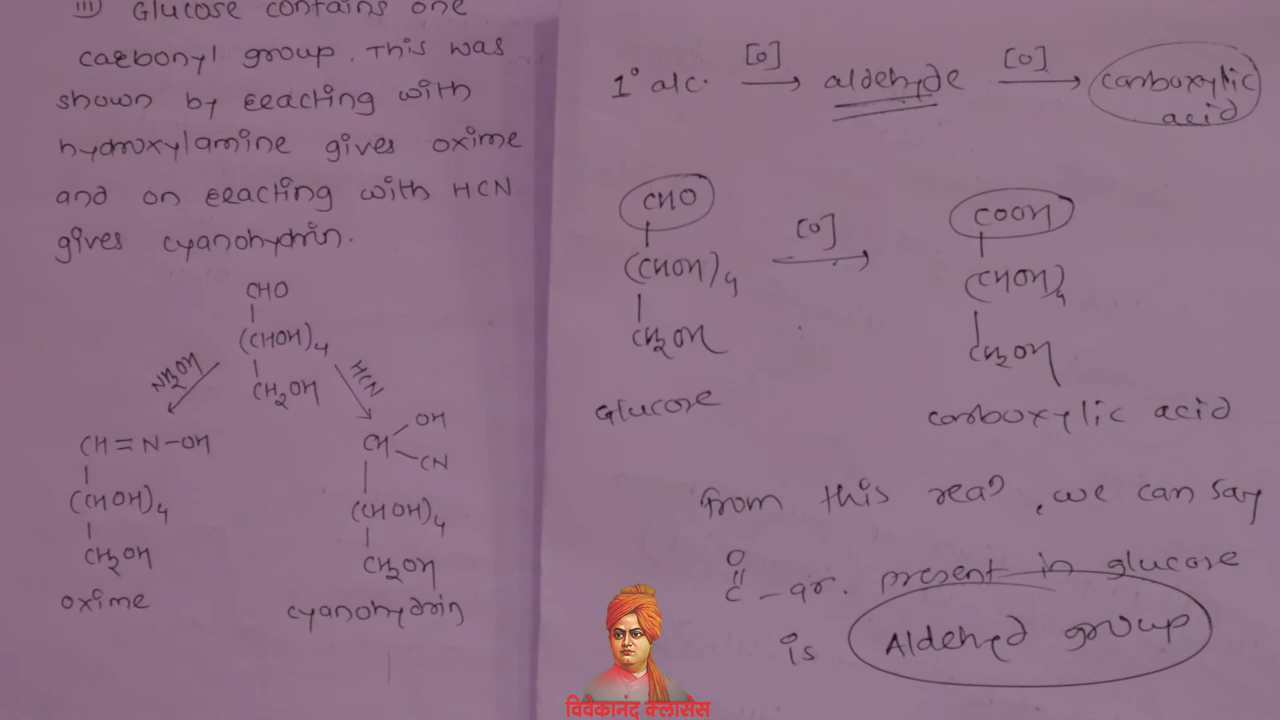 iii) Glucose contains one
carbonyl group. This was
shown by reacting with
hydroxylamine gives oxime
and on reacting with HCN
gives cyanohydrin.
CHO
(CHOH)4
CH2OH
NH2OH
HCN
CH=N-OH
(CHOH)4
CH2OH
oxime
OH
CH
CN
(CHOH)4
CH2OH
cyanohydrin
1° alc. [O] → aldehyde [O] → carboxylic
acid
CHO
(CHOH)4
CH2OH
Glucose
[O] →
COOH
(CHOH)4
CH2OH
carboxylic acid
from this rea?, we can say
O
C - gr. present in glucose
is Aldehyd group
विवेकानंद क्लासेस